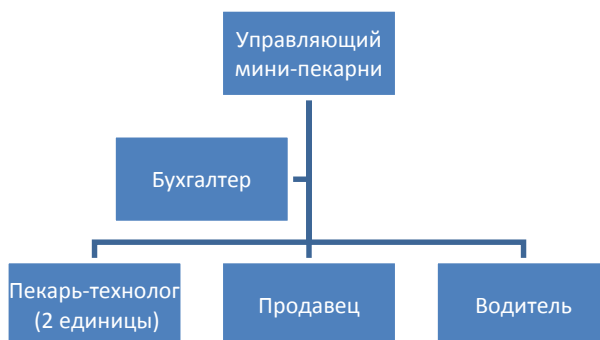 Управляющий
мини-пекарни
Бухгалтер
Пекарь-технолог
(2 единицы)
Продавец
Водитель